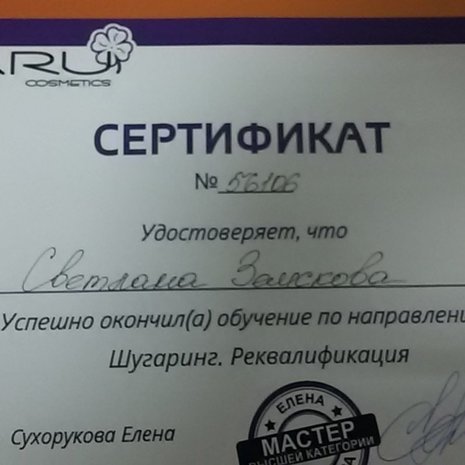 ARUI
COSMETICS
СЕРТИФИКАТ
№ 56106
Удостоверяет, что
Светлана
Успешно окончил(а) обучение по направлени
Шугаринг. Реквалификация
Сухорукова Елена
ЕЛЕНА
МАСТЕР
ВЫСШЕЙ КАТЕГОРИИ